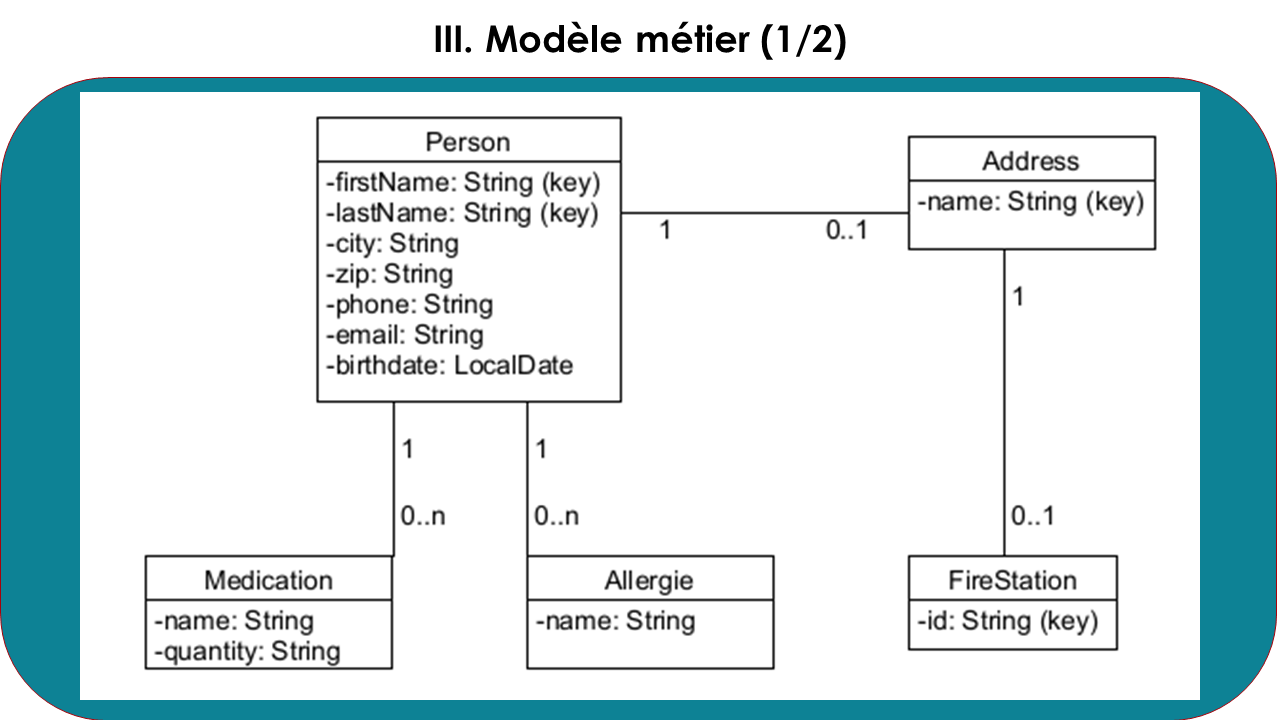 III. Modèle métier (1/2)
Person
-firstName: String (key)
-lastName: String (key)
-city: String
-zip: String
-phone: String
-email: String
-birthdate: LocalDate
1
0..1
Address
-name: String (key)
1
0..1
1
0..n
1
0..n
Medication
-name: String
-quantity: String
Allergie
-name: String
FireStation
-id: String (key)